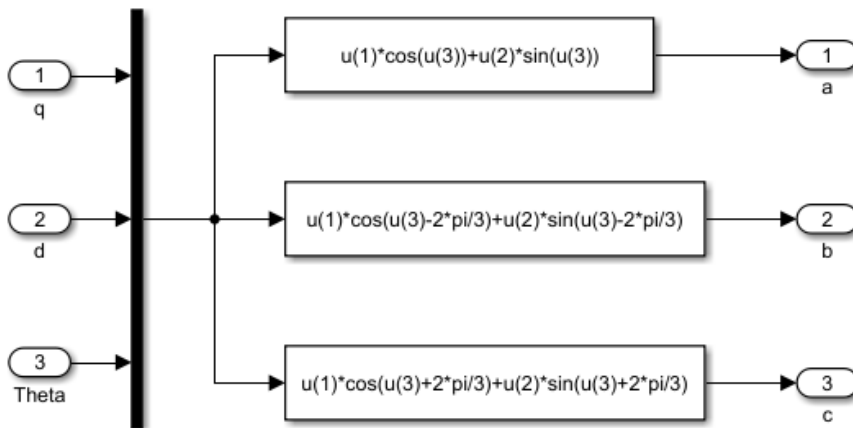 1
q
2
d
3
Theta
u(1)*cos(u(3))+u(2)*sin(u(3))
u(1)*cos(u(3)-2*pi/3)+u(2)*sin(u(3)-2*pi/3)
u(1)*cos(u(3)+2*pi/3)+u(2)*sin(u(3)+2*pi/3)
1
a
2
b
3
c